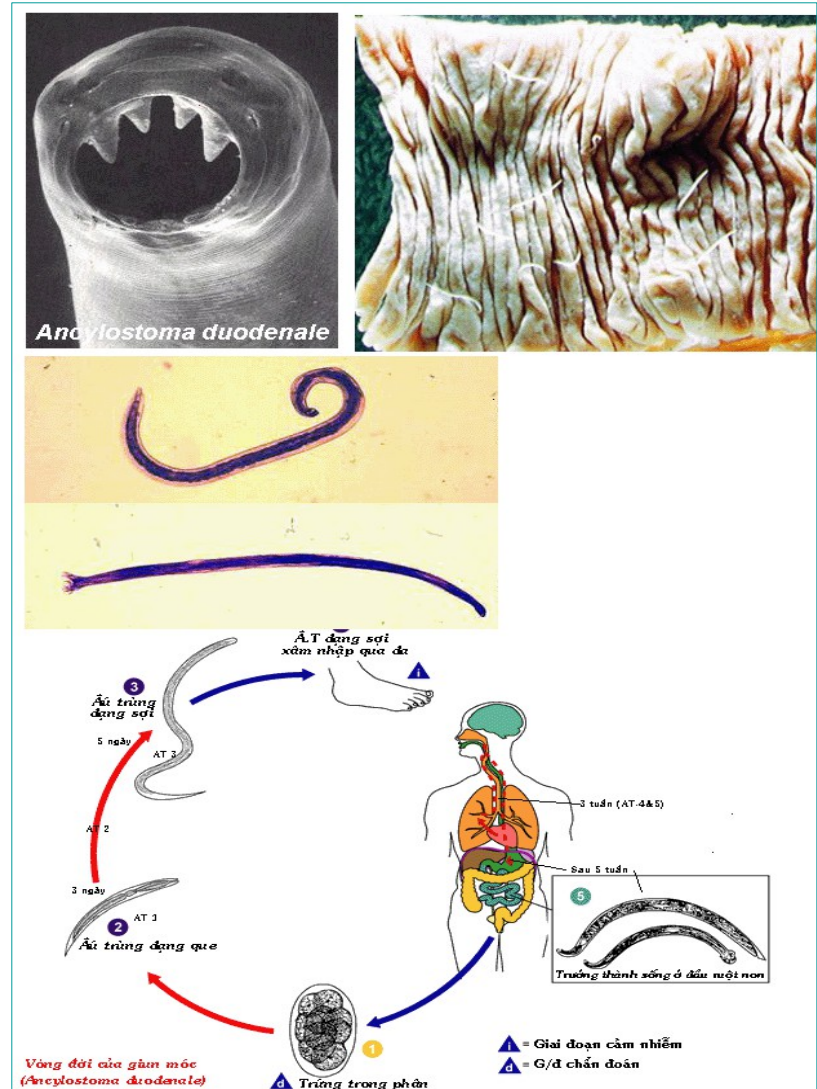 Ancylostoma duodenale
Â.T dạng sợi
xâm nhập qua da
i
3
Ấu trùng
dạng sợi
5 ngày
AT 3
3 tuần (AT-4&5)
AT 2
Sau 5 tuần
3 ngày
AT 1
5
2
Ấu trùng dạng que
Trưởng thành sống ở đầu ruột non
1
i = Giai đoạn cảm nhiễm
d = G/đ chẩn đoán
Vòng đời của giun móc
(Ancylostoma duodenale)
d Trứng trong phân